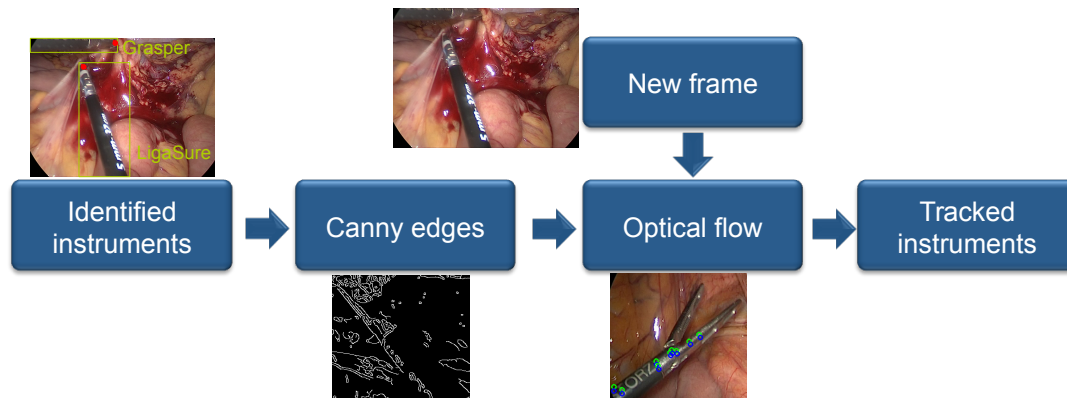 Grasper
LigaSure
New frame
Identified
instruments
Canny edges
Optical flow
Tracked
instruments